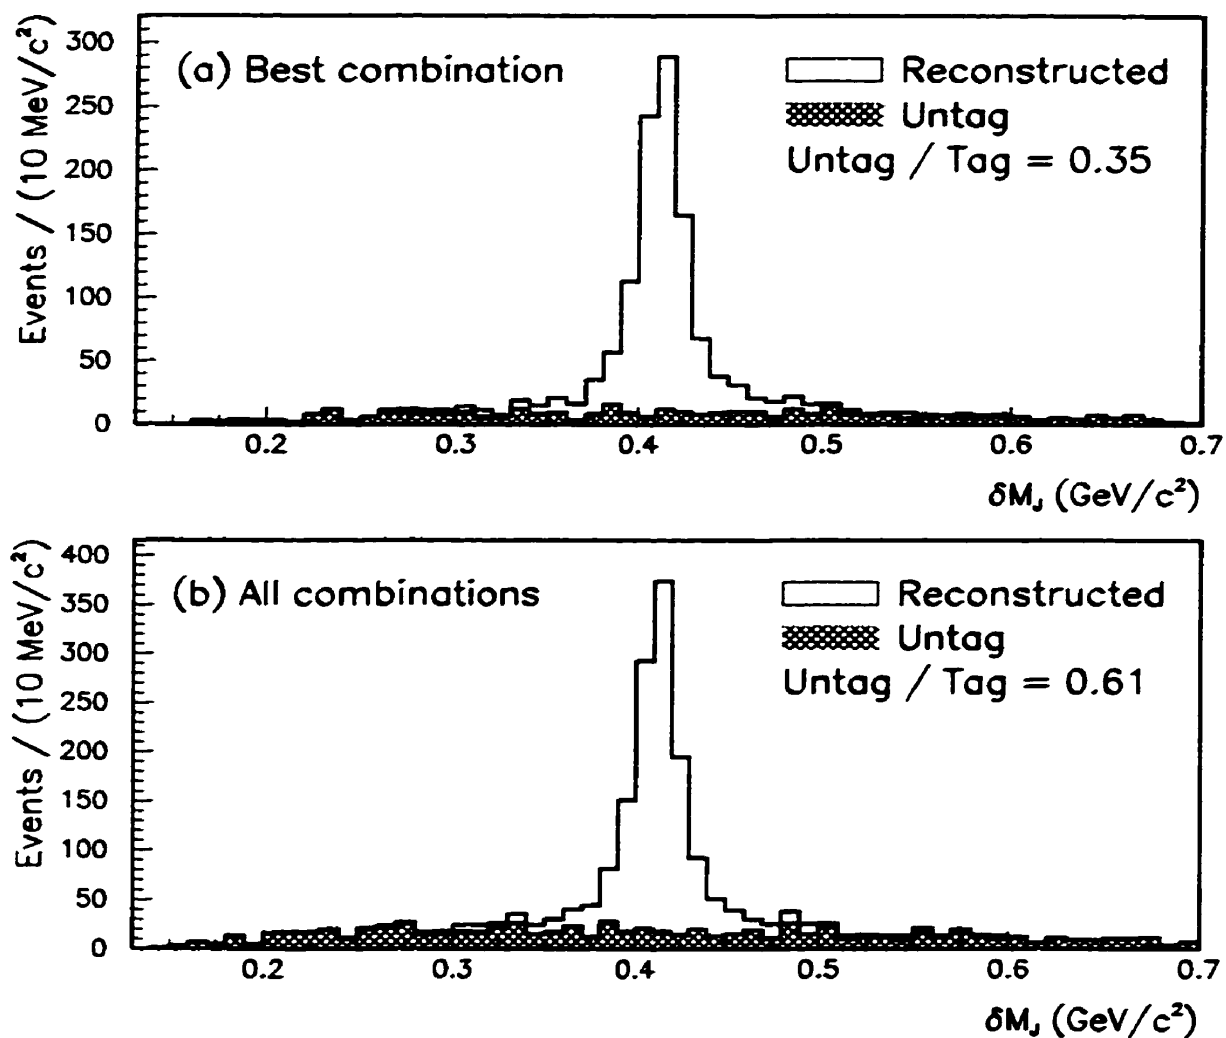 (a) Best combination
Reconstructed
Untag
Untag / Tag = 0.35
Events / (10 MeV/c²)
300
250
200
150
100
50
0
0.2 0.3 0.4 0.5 0.6 0.7
δM_J (GeV/c²)
(b) All combinations
Reconstructed
Untag
Untag / Tag = 0.61
Events / (10 MeV/c²)
400
350
300
250
200
150
100
50
0
0.2 0.3 0.4 0.5 0.6 0.7
δM_J (GeV/c²)